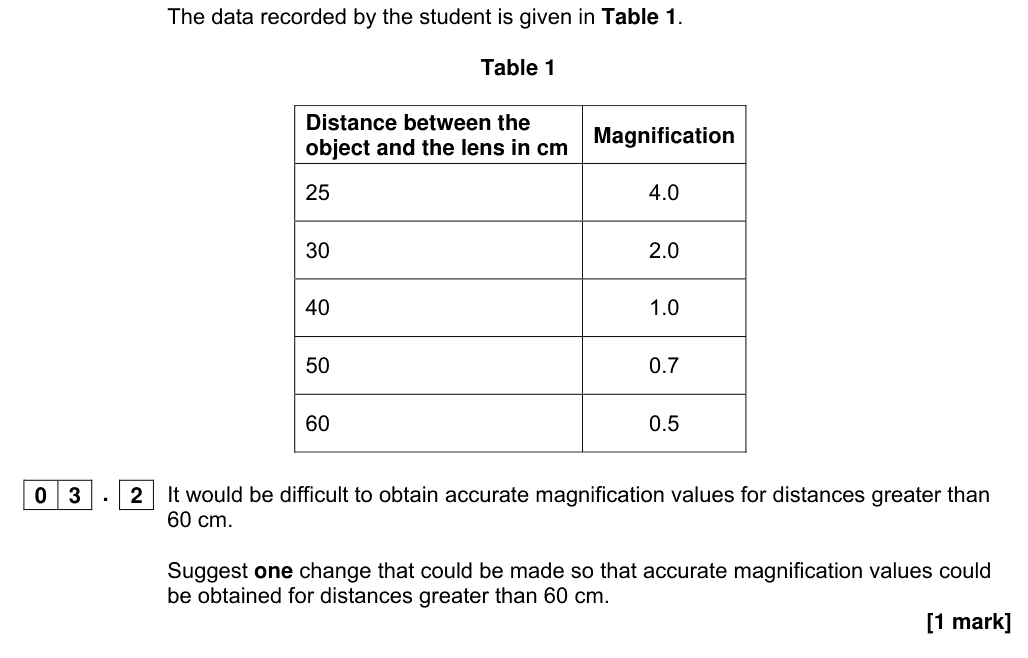 The data recorded by the student is given in Table 1.
Table 1
Distance between the
object and the lens in cm
Magnification
25 4.0
30 2.0
40 1.0
50 0.7
60 0.5
0 3 . 2 It would be difficult to obtain accurate magnification values for distances greater than
60 cm.
Suggest one change that could be made so that accurate magnification values could
be obtained for distances greater than 60 cm.
[1 mark]